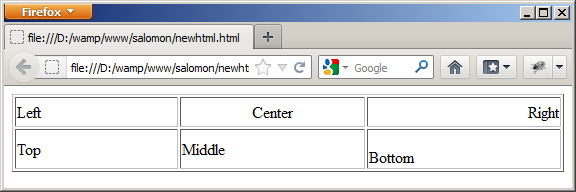 Firefox
file:///D:/wamp/www/salomon/newhtml.html
file:///D:/wamp/www/salomon/newht
Google
Left Center Right
Top Middle Bottom